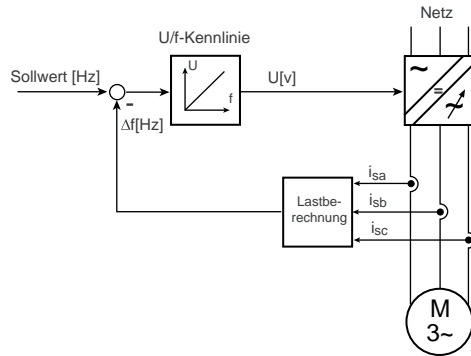 Netz
U/f-Kennlinie
Sollwert [Hz]
U
f
U[v]
~
=
~
-
Δf[Hz]
Lastbe-
rechnung
isa
isb
isc
M
3~